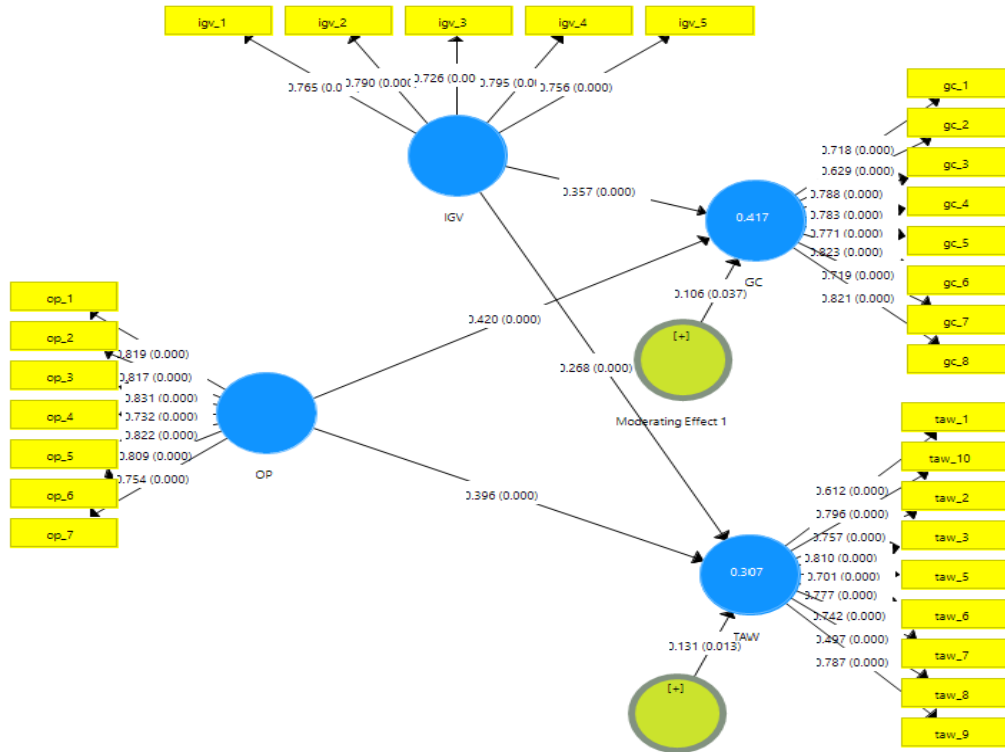 igv_1
igv_2
igv_3
igv_4
igv_5
0.765 (0.0
0.790 (0.000
0.726 (0.00
0.795 (0.00
0.756 (0.000)
IGV
0.357 (0.000)
0.417
GC
0.718 (0.000)
0.629 (0.000)
0.788 (0.000)
0.783 (0.000)
0.771 (0.000)
0.823 (0.000)
0.719 (0.000)
0.821 (0.000)
gc_1
gc_2
gc_3
gc_4
gc_5
gc_6
gc_7
gc_8
0.106 (0.037)
[+]
Moderating Effect 1
0.420 (0.000)
0.268 (0.000)
op_1
op_2
op_3
op_4
op_5
op_6
op_7
0.819 (0.000)
0.817 (0.000)
0.831 (0.000)
0.732 (0.000)
0.822 (0.000)
0.809 (0.000)
0.754 (0.000)
OP
0.396 (0.000)
0.307
TAW
0.612 (0.000)
0.796 (0.000)
0.757 (0.000)
0.810 (0.000)
0.701 (0.000)
0.777 (0.000)
0.742 (0.000)
0.497 (0.000)
0.787 (0.000)
taw_1
taw_10
taw_2
taw_3
taw_5
taw_6
taw_7
taw_8
taw_9
0.131 (0.013)
[+]